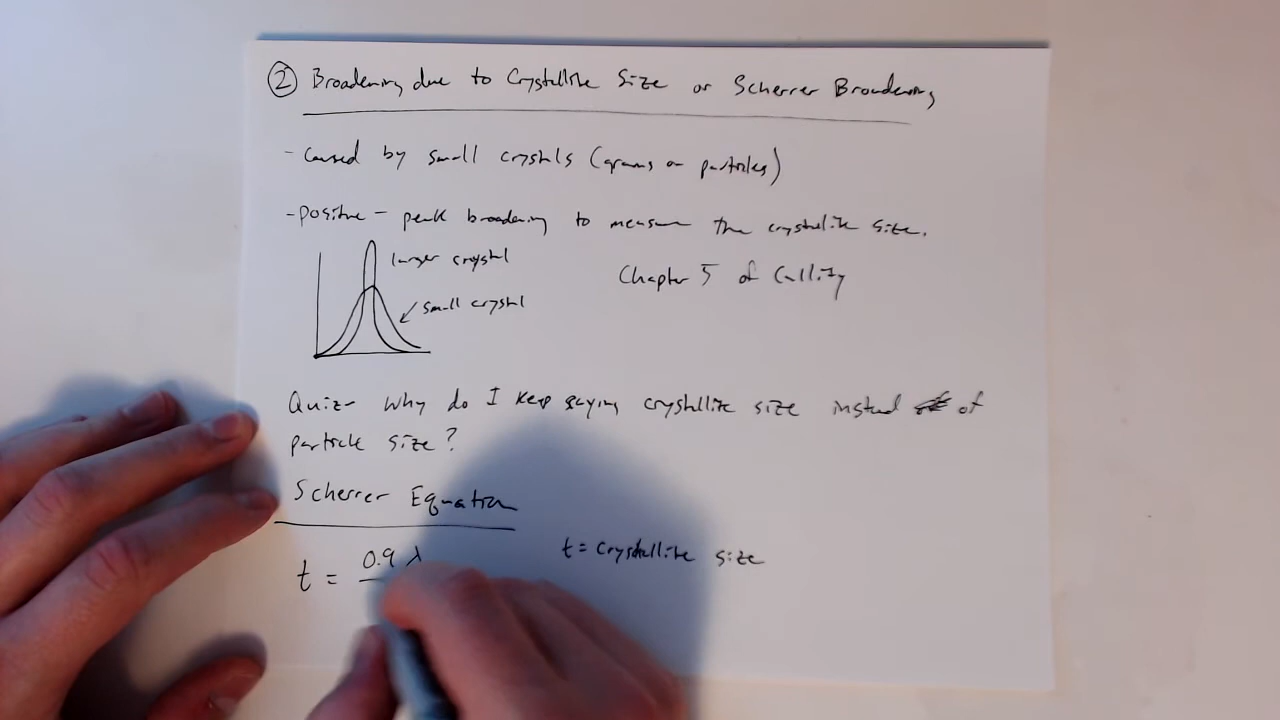 ② Broadening due to Crystallite Size or Scherrer Broadening
- Caused by small crystals (grains or particles)
- positive - peak broadening to measure the crystallite size.
larger crystal
Chapter 5 of Cullity
small crystal
Quiz- Why do I keep saying crystallite size instead of
particle size?
Scherrer Equation
t = 0.9 λ
t = Crystallite size